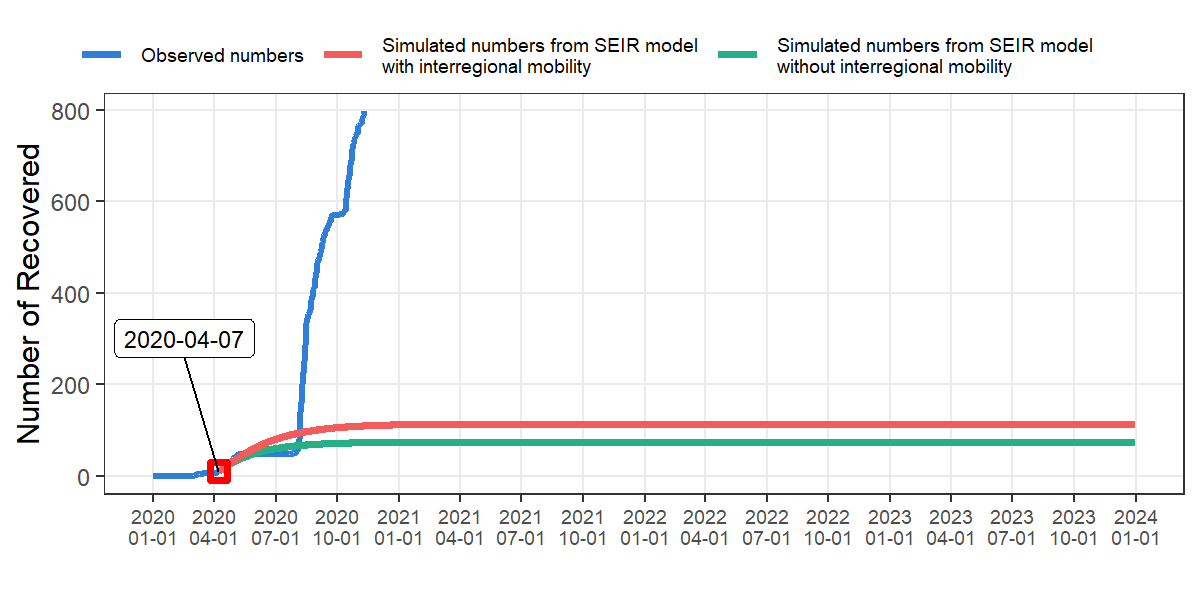 Observed numbers
Simulated numbers from SEIR model
with interregional mobility
Simulated numbers from SEIR model
without interregional mobility
Number of Recovered
800
600
400
200
0
2020-04-07
2020 2020 2020 2020 2021 2021 2021 2021 2022 2022 2022 2022 2023 2023 2023 2023 2024
01-01 04-01 07-01 10-01 01-01 04-01 07-01 10-01 01-01 04-01 07-01 10-01 01-01 04-01 07-01 10-01 01-01